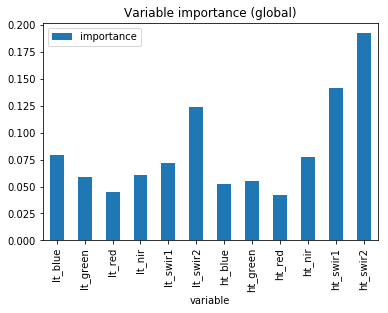 Variable importance (global)
importance
0.200
0.175
0.150
0.125
0.100
0.075
0.050
0.025
0.000
lt_blue
lt_green
lt_red
lt_nir
lt_swir1
lt_swir2
ht_blue
ht_green
ht_red
ht_nir
ht_swir1
ht_swir2
variable